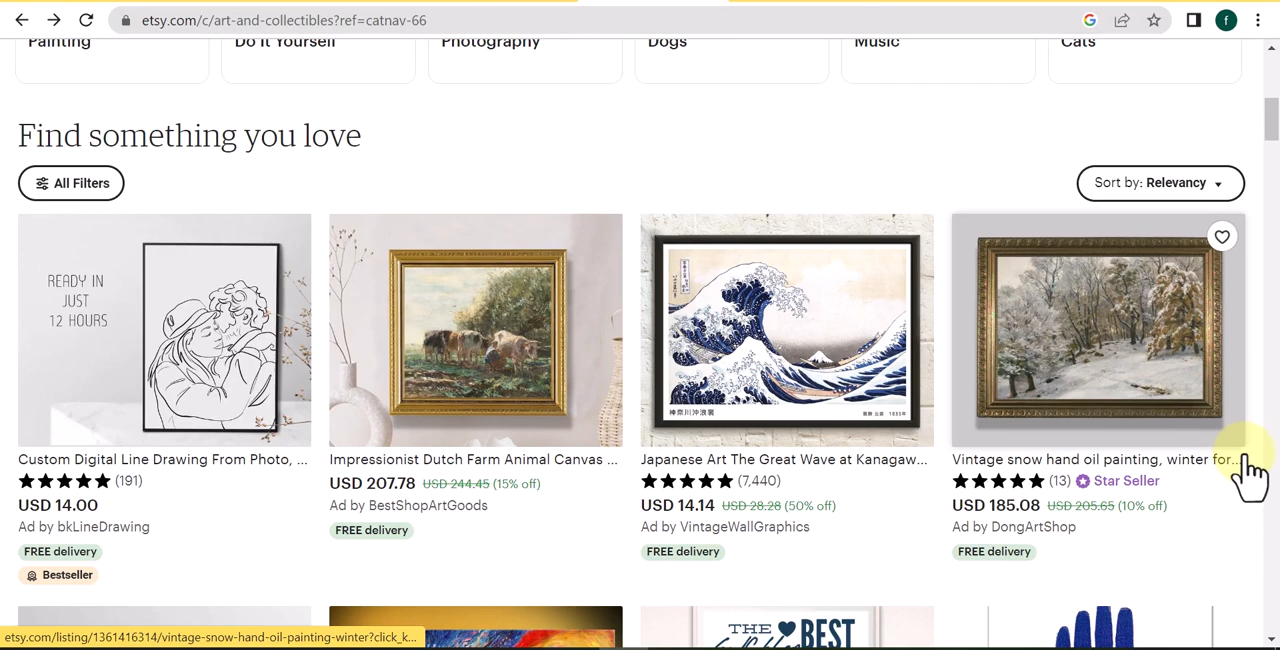 etsy.com/c/art-and-collectibles?ref=catnav-66
f
Painting
Do It Yourself
Photography
Dogs
Music
Cats
Find something you love
All Filters
Sort by: Relevancy
READY IN
JUST
12 HOURS
神奈川沖浪裏
Custom Digital Line Drawing From Photo, ...
(191)
USD 14.00
Ad by bkLineDrawing
FREE delivery
Bestseller
Impressionist Dutch Farm Animal Canvas ...
USD 207.78 USD 244.45 (15% off)
Ad by BestShopArtGoods
FREE delivery
Japanese Art The Great Wave at Kanagaw...
(7,440)
USD 14.14 USD 28.28 (50% off)
Ad by VintageWallGraphics
FREE delivery
Vintage snow hand oil painting, winter for...
(13) Star Seller
USD 185.08 USD 205.65 (10% off)
Ad by DongArtShop
FREE delivery
THE BEST
etsy.com/listing/1361416314/vintage-snow-hand-oil-painting-winter?click_k...